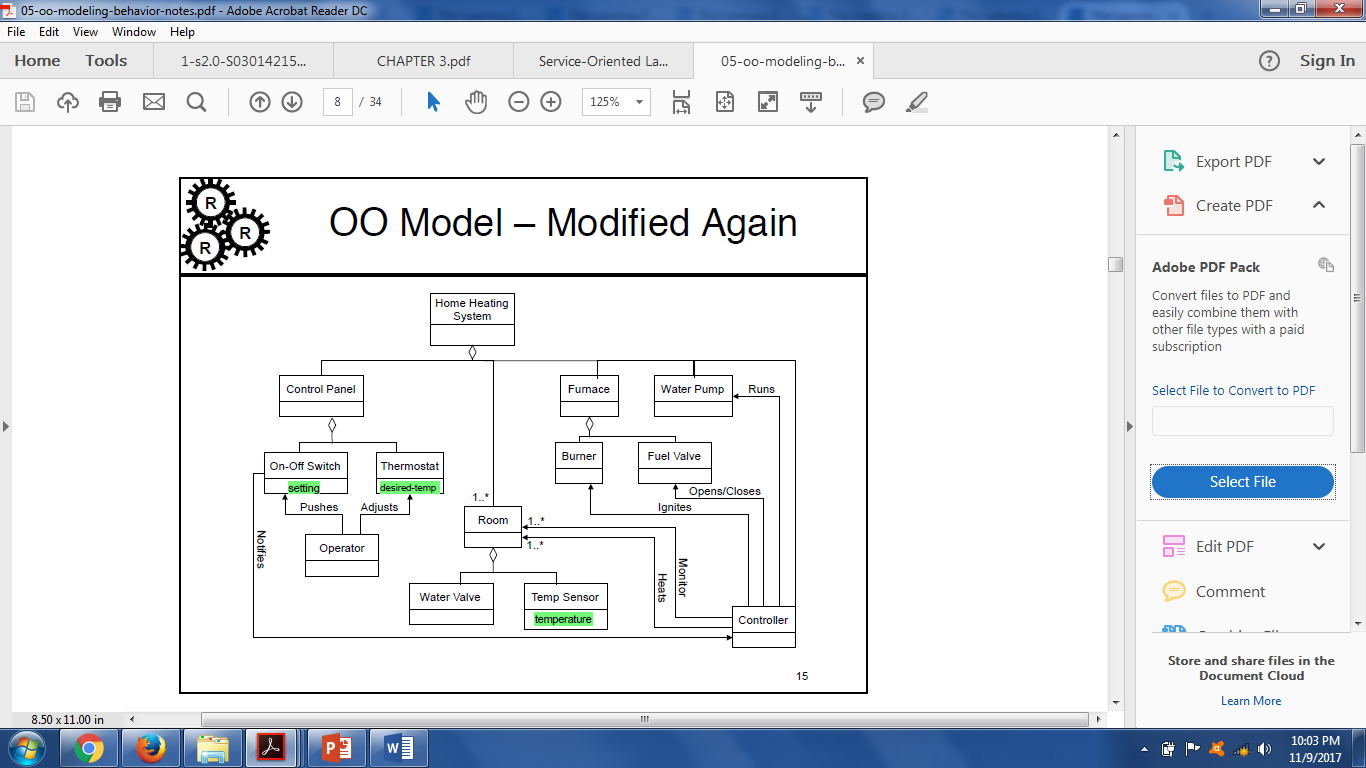 05-oo-modeling-behavior-notes.pdf - Adobe Acrobat Reader DC
File Edit View Window Help
Home Tools 1-s2.0-S03014215... CHAPTER 3.pdf Service-Oriented La... 05-oo-modeling-b... × Sign In
8 / 34 125%
R
R
R
OO Model – Modified Again
Home Heating
System
Control Panel
Furnace
Water Pump
Runs
On-Off Switch
setting
Thermostat
desired-temp
Burner
Fuel Valve
Opens/Closes
Ignites
Pushes
Adjusts
1..*
Room
1..*
1..*
Operator
Notifies
Water Valve
Temp Sensor
temperature
Heats
Monitor
Controller
15
8.50 x 11.00 in
Export PDF
Create PDF
Adobe PDF Pack
Convert files to PDF and
easily combine them with
other file types with a paid
subscription
Select File to Convert to PDF
Select File
Edit PDF
Comment
Store and share files in the
Document Cloud
Learn More
10:03 PM
11/9/2017